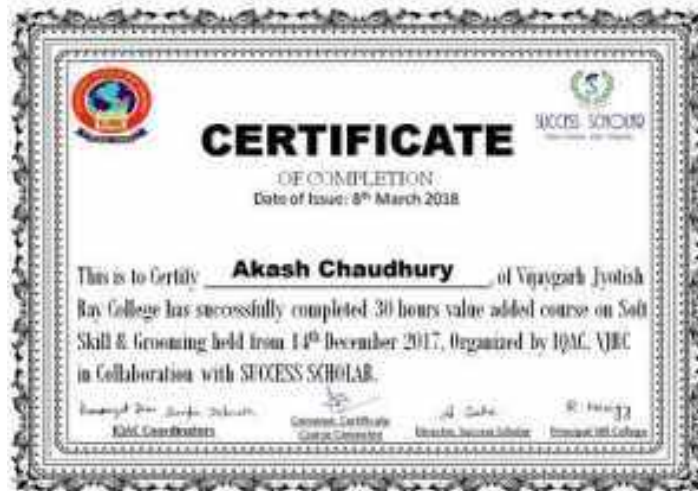 SUCCESS SCHOLAR
CERTIFICATE
OF COMPLETION
Date of Issue: 8th March 2018
This is to Certify Akash Chaudhury of Vijaygarh Jyotish
Ray College has successfully completed 30 hours value added course on Soft
Skill & Grooming held from 14th December 2017, Organized by IQAC, VJRC
in Collaboration with SUCCESS SCHOLAR.
IQAC Coordinators
Convenor, Certificate
Director, Success Scholar